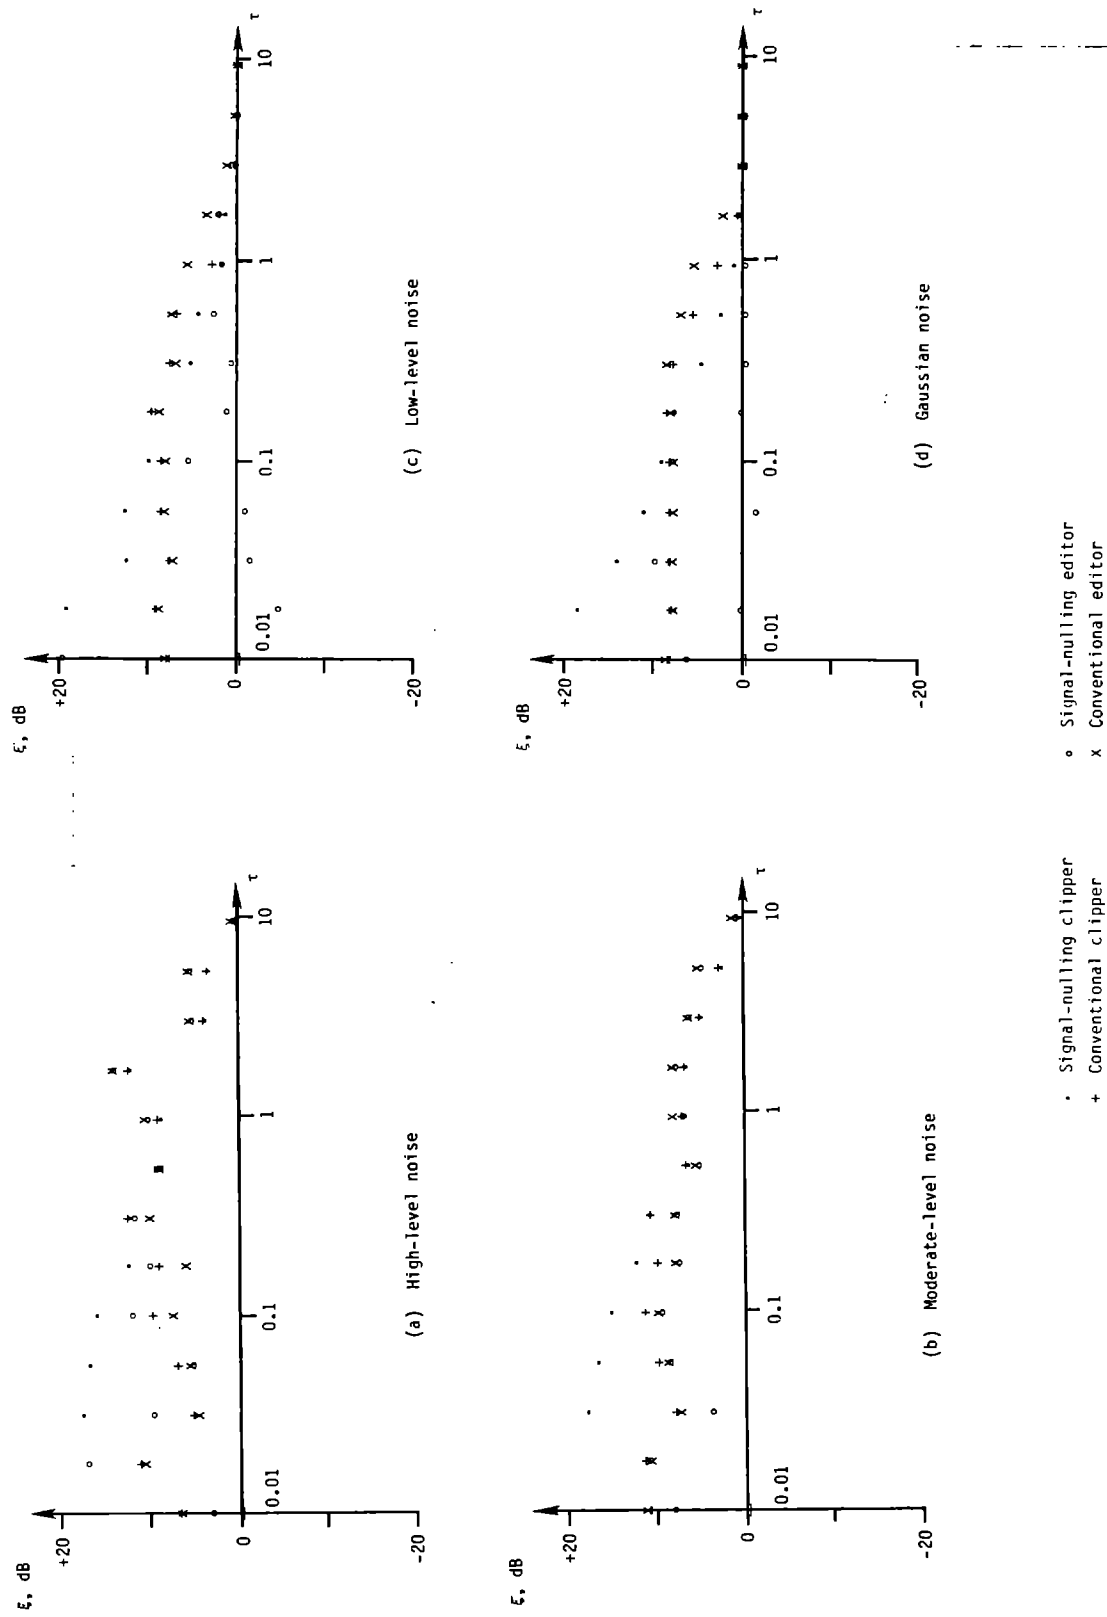 ξ, dB
+20
0
-20
0.01
0.1
1
10
τ
(a) High-level noise
ξ, dB
+20
0
-20
0.01
0.1
1
10
τ
(b) Moderate-level noise
ξ, dB
+20
0
-20
0.01
0.1
1
10
τ
(c) Low-level noise
ξ, dB
+20
0
-20
0.01
0.1
1
10
τ
(d) Gaussian noise
• Signal-nulling clipper
+ Conventional clipper
o Signal-nulling editor
x Conventional editor